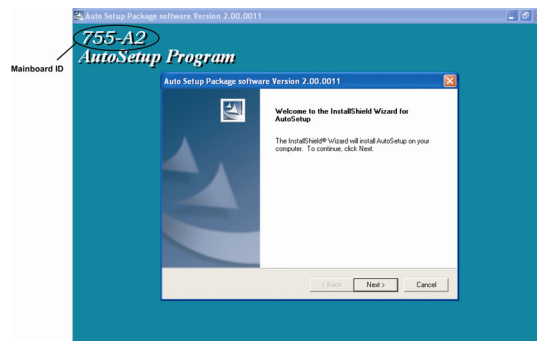 Auto Setup Package software Version 2.00.0011
755-A2
AutoSetup Program
Mainboard ID
Auto Setup Package software Version 2.00.0011
Welcome to the InstallShield Wizard for
AutoSetup
The InstallShield® Wizard will install AutoSetup on your
computer. To continue, click Next.
< Back
Next >
Cancel